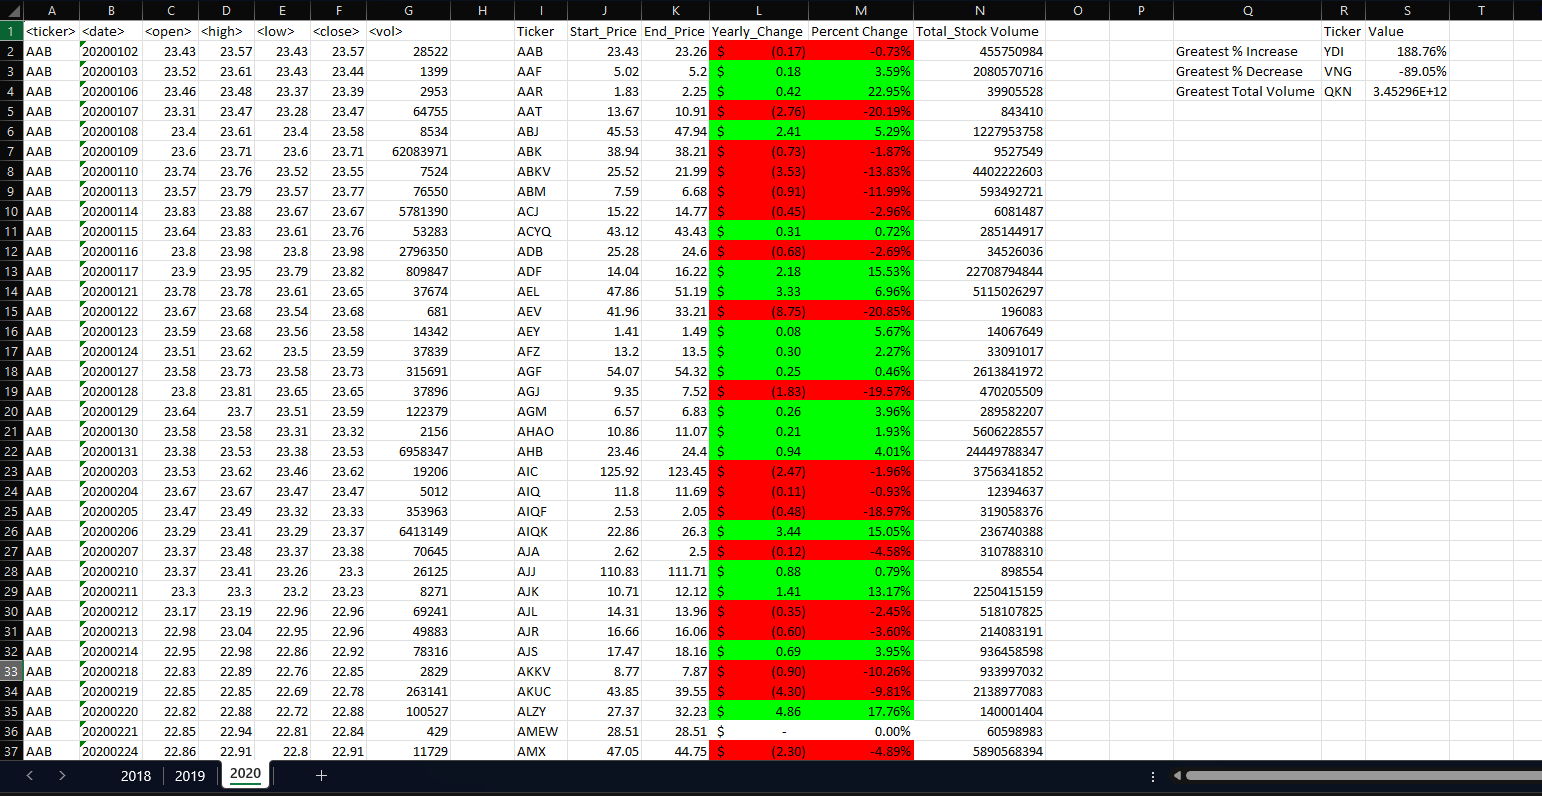 A B C D E F G H I J K L M N O P Q R S T
1 <ticker> <date> <open> <high> <low> <close> <vol> Ticker Start_Price End_Price Yearly_Change Percent Change Total_Stock Volume Ticker Value
2 AAB 20200102 23.43 23.57 23.43 23.57 28522 AAB 23.43 23.26 $ (0.17) -0.73% 455750984 Greatest % Increase YDI 188.76%
3 AAB 20200103 23.52 23.61 23.43 23.44 1399 AAF 5.02 5.2 $ 0.18 3.59% 2080570716 Greatest % Decrease VNG -89.05%
4 AAB 20200106 23.46 23.48 23.37 23.39 2953 AAR 1.83 2.25 $ 0.42 22.95% 39905528 Greatest Total Volume QKN 3.45296E+12
5 AAB 20200107 23.31 23.47 23.28 23.47 64755 AAT 13.67 10.91 $ (2.76) -20.19% 843410
6 AAB 20200108 23.4 23.61 23.4 23.58 8534 ABJ 45.53 47.94 $ 2.41 5.29% 1227953758
7 AAB 20200109 23.6 23.71 23.6 23.71 62083971 ABK 38.94 38.21 $ (0.73) -1.87% 9527549
8 AAB 20200110 23.74 23.76 23.52 23.55 7524 ABKV 25.52 21.99 $ (3.53) -13.83% 4402222603
9 AAB 20200113 23.57 23.79 23.57 23.77 76550 ABM 7.59 6.68 $ (0.91) -11.99% 593492721
10 AAB 20200114 23.83 23.88 23.67 23.67 5781390 ACJ 15.22 14.77 $ (0.45) -2.96% 6081487
11 AAB 20200115 23.64 23.83 23.61 23.76 53283 ACYQ 43.12 43.43 $ 0.31 0.72% 285144917
12 AAB 20200116 23.8 23.98 23.8 23.98 2796350 ADB 25.28 24.6 $ (0.68) -2.69% 34526036
13 AAB 20200117 23.9 23.95 23.79 23.82 809847 ADF 14.04 16.22 $ 2.18 15.53% 22708794844
14 AAB 20200121 23.78 23.78 23.61 23.65 37674 AEL 47.86 51.19 $ 3.33 6.96% 5115026297
15 AAB 20200122 23.67 23.68 23.54 23.68 681 AEV 41.96 33.21 $ (8.75) -20.85% 196083
16 AAB 20200123 23.59 23.68 23.56 23.58 14342 AEY 1.41 1.49 $ 0.08 5.67% 14067649
17 AAB 20200124 23.51 23.62 23.5 23.59 37839 AFZ 13.2 13.5 $ 0.30 2.27% 33091017
18 AAB 20200127 23.58 23.73 23.58 23.73 315691 AGF 54.07 54.32 $ 0.25 0.46% 2613841972
19 AAB 20200128 23.8 23.81 23.65 23.65 37896 AGJ 9.35 7.52 $ (1.83) -19.57% 470205509
20 AAB 20200129 23.64 23.7 23.51 23.59 122379 AGM 6.57 6.83 $ 0.26 3.96% 289582207
21 AAB 20200130 23.58 23.58 23.31 23.32 2156 AHAO 10.86 11.07 $ 0.21 1.93% 5606228557
22 AAB 20200131 23.38 23.53 23.38 23.53 6958347 AHB 23.46 24.4 $ 0.94 4.01% 24449788347
23 AAB 20200203 23.53 23.62 23.46 23.62 19206 AIC 125.92 123.45 $ (2.47) -1.96% 3756341852
24 AAB 20200204 23.67 23.67 23.47 23.47 5012 AIQ 11.8 11.69 $ (0.11) -0.93% 12394637
25 AAB 20200205 23.47 23.49 23.32 23.33 353963 AIQF 2.53 2.05 $ (0.48) -18.97% 319058376
26 AAB 20200206 23.29 23.41 23.29 23.41 6413149 AIQK 22.86 26.3 $ 3.44 15.05% 236740388
27 AAB 20200207 23.37 23.48 23.37 23.38 70645 AJA 2.62 2.5 $ (0.12) -4.58% 310788310
28 AAB 20200210 23.37 23.41 23.26 23.3 26125 AJJ 110.83 111.71 $ 0.88 0.79% 898554
29 AAB 20200211 23.3 23.3 23.2 23.23 8271 AJK 10.71 12.12 $ 1.41 13.17% 2250415159
30 AAB 20200212 23.17 23.19 22.96 22.96 69241 AJL 14.31 13.96 $ (0.35) -2.45% 518107825
31 AAB 20200213 22.98 23.04 22.95 22.96 49883 AJR 16.66 16.06 $ (0.60) -3.60% 214083191
32 AAB 20200214 22.95 22.98 22.86 22.92 78316 AJS 17.47 18.16 $ 0.69 3.95% 936458598
33 AAB 20200218 22.83 22.89 22.76 22.85 2829 AKKV 8.77 7.87 $ (0.90) -10.26% 933997032
34 AAB 20200219 22.85 22.85 22.69 22.78 263141 AKUC 43.85 39.55 $ (4.30) -9.81% 2138977083
35 AAB 20200220 22.82 22.88 22.72 22.88 100527 ALZY 27.37 32.23 $ 4.86 17.76% 140001404
36 AAB 20200221 22.85 22.94 22.81 22.84 429 AMEW 28.51 28.51 $ - 0.00% 60598983
37 AAB 20200224 22.86 22.91 22.8 22.91 11729 AMX 47.05 44.75 $ (2.30) -4.89% 5890568394
2018 2019 2020 +